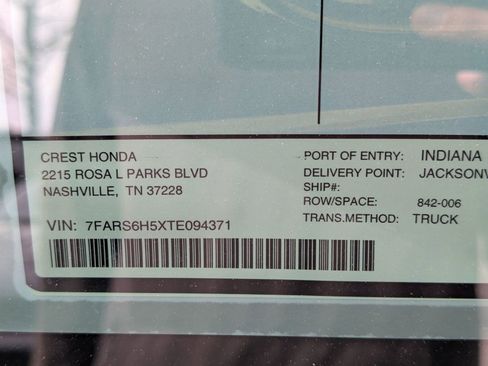 CREST HONDA
2215 ROSA L PARKS BLVD
NASHVILLE, TN 37228
VIN: 7FARS6H5XTE094371
PORT OF ENTRY: INDIANA
DELIVERY POINT: JACKSONV
SHIP#:
ROW/SPACE: 842-006
TRANS.METHOD: TRUCK